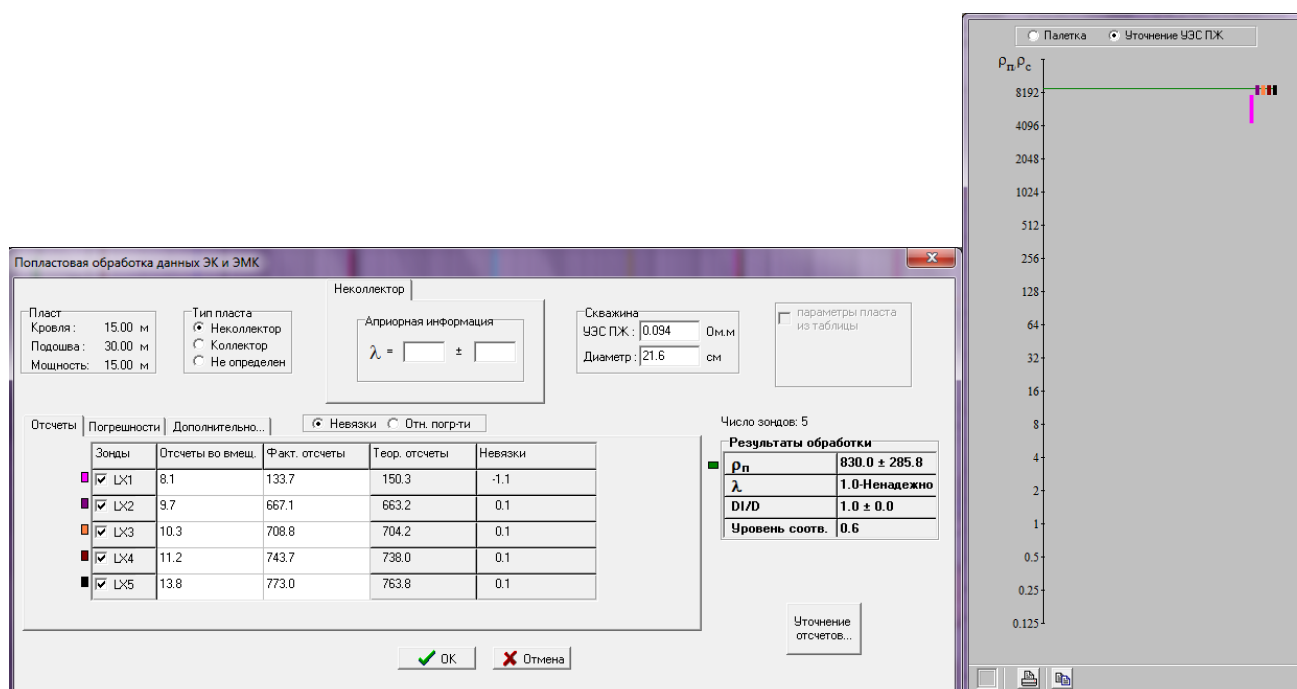 Палетка Уточнение УЭС ПЖ
ρп,ρс
8192
4096
2048
1024
512
256
128
64
32
16
8
4
2
1
0.5
0.25
0.125
Попластовая обработка данных ЭК и ЭМК
Пласт
Кровля : 15.00 м
Подошва : 30.00 м
Мощность: 15.00 м
Тип пласта
Неколлектор
Коллектор
Не определен
Неколлектор
Априорная информация
λ = ±
Скважина
УЭС ПЖ : 0.094 Ом.м
Диаметр : 21.6 см
параметры пласта
из таблицы
Отсчеты Погрешности Дополнительно...
Невязки Отн. погр-ти
Зонды Отсчеты во вмещ. Факт. отсчеты Теор. отсчеты Невязки
LX1 8.1 133.7 150.3 -1.1
LX2 9.7 667.1 663.2 0.1
LX3 10.3 708.8 704.2 0.1
LX4 11.2 743.7 738.0 0.1
LX5 13.8 773.0 763.8 0.1
Число зондов: 5
Результаты обработки
ρп 830.0 ± 285.8
λ 1.0-Ненадежно
DI/D 1.0 ± 0.0
Уровень соотв. 0.6
Уточнение
отсчетов...
OK Отмена